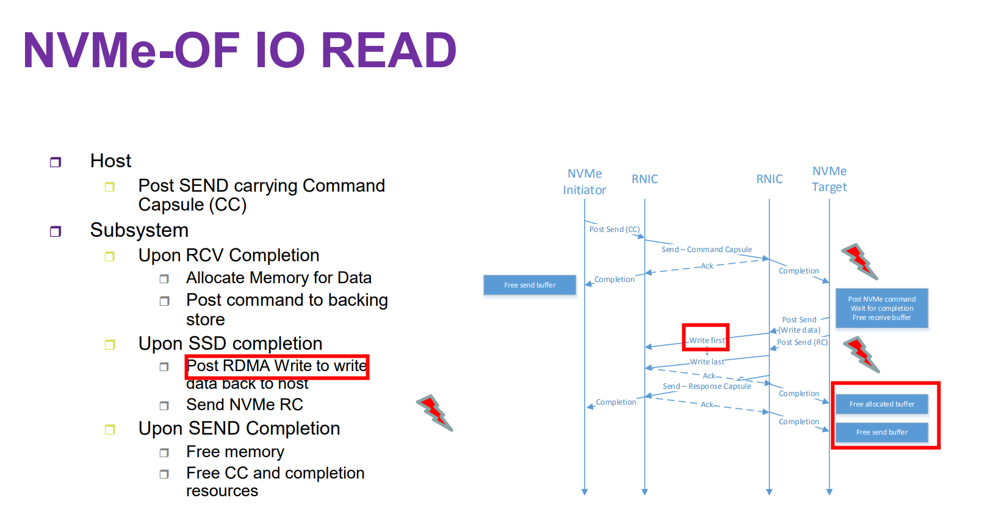 NVMe-OF IO READ
Host
Post SEND carrying Command
Capsule (CC)
Subsystem
Upon RCV Completion
Allocate Memory for Data
Post command to backing
store
Upon SSD completion
Post RDMA Write to write
data back to host
Send NVMe RC
Upon SEND Completion
Free memory
Free CC and completion
resources
NVMe
Initiator
RNIC
RNIC
NVMe
Target
Post Send (CC)
Send – Command Capsule
Ack
Completion
Completion
Free send buffer
Post NVMe command
Wait for completion
Free receive buffer
Post Send
(Write data)
Write first
Post Send (RC)
Write last
Ack
Send – Response Capsule
Completion
Completion
Ack
Free allocated buffer
Completion
Free send buffer